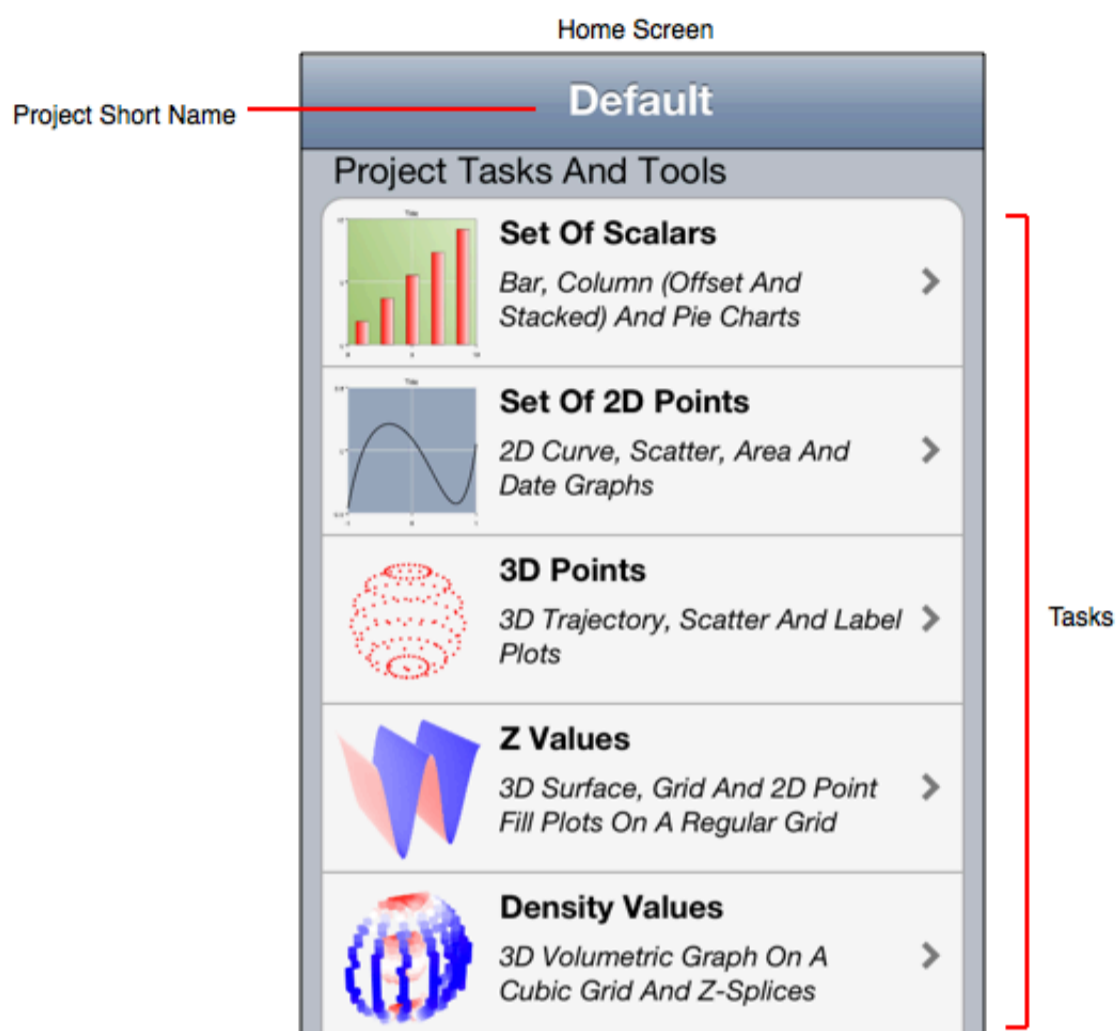 Home Screen
Project Short Name
Default
Project Tasks And Tools
Set Of Scalars
Bar, Column (Offset And
Stacked) And Pie Charts
Set Of 2D Points
2D Curve, Scatter, Area And
Date Graphs
3D Points
3D Trajectory, Scatter And Label
Plots
Tasks
Z Values
3D Surface, Grid And 2D Point
Fill Plots On A Regular Grid
Density Values
3D Volumetric Graph On A
Cubic Grid And Z-Splices